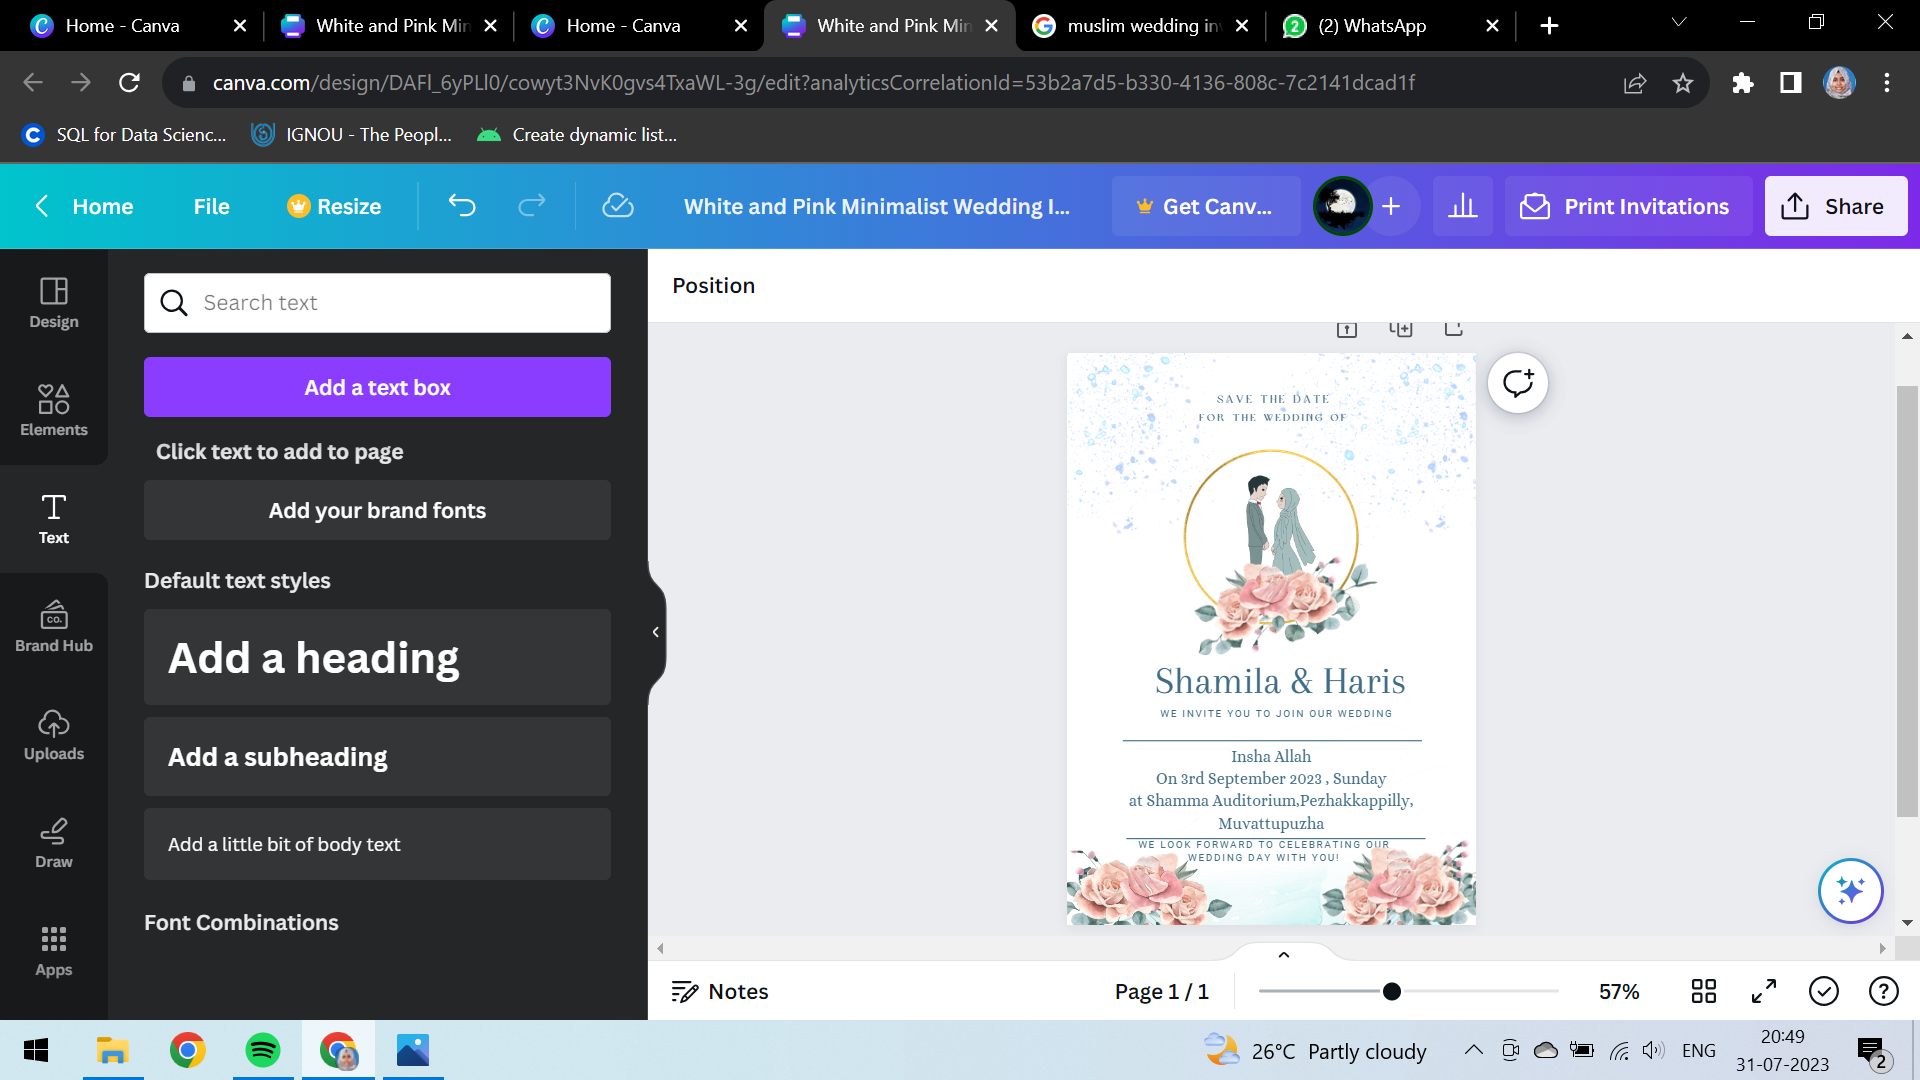 Home - Canva
White and Pink Min
Home - Canva
White and Pink Min
muslim wedding inv
(2) WhatsApp
canva.com/design/DAFl_6yPLl0/cowyt3NvK0gvs4TxaWL-3g/edit?analyticsCorrelationId=53b2a7d5-b330-4136-808c-7c2141dcad1f
SQL for Data Scienc...
IGNOU - The Peopl...
Create dynamic list...
Home
File
Resize
White and Pink Minimalist Wedding I...
Get Canv...
Print Invitations
Share
Design
Elements
Text
Brand Hub
CO.
Uploads
Draw
Apps
Search text
Add a text box
Click text to add to page
Add your brand fonts
Default text styles
Add a heading
Add a subheading
Add a little bit of body text
Font Combinations
Position
SAVE THE DATE
FOR THE WEDDING OF
Shamila & Haris
WE INVITE YOU TO JOIN OUR WEDDING
Insha Allah
On 3rd September 2023 , Sunday
at Shamma Auditorium,Pezhakkappilly,
Muvattupuzha
WE LOOK FORWARD TO CELEBRATING OUR
WEDDING DAY WITH YOU!
Notes
Page 1 / 1
57%
26°C Partly cloudy
ENG
20:49
31-07-2023
2